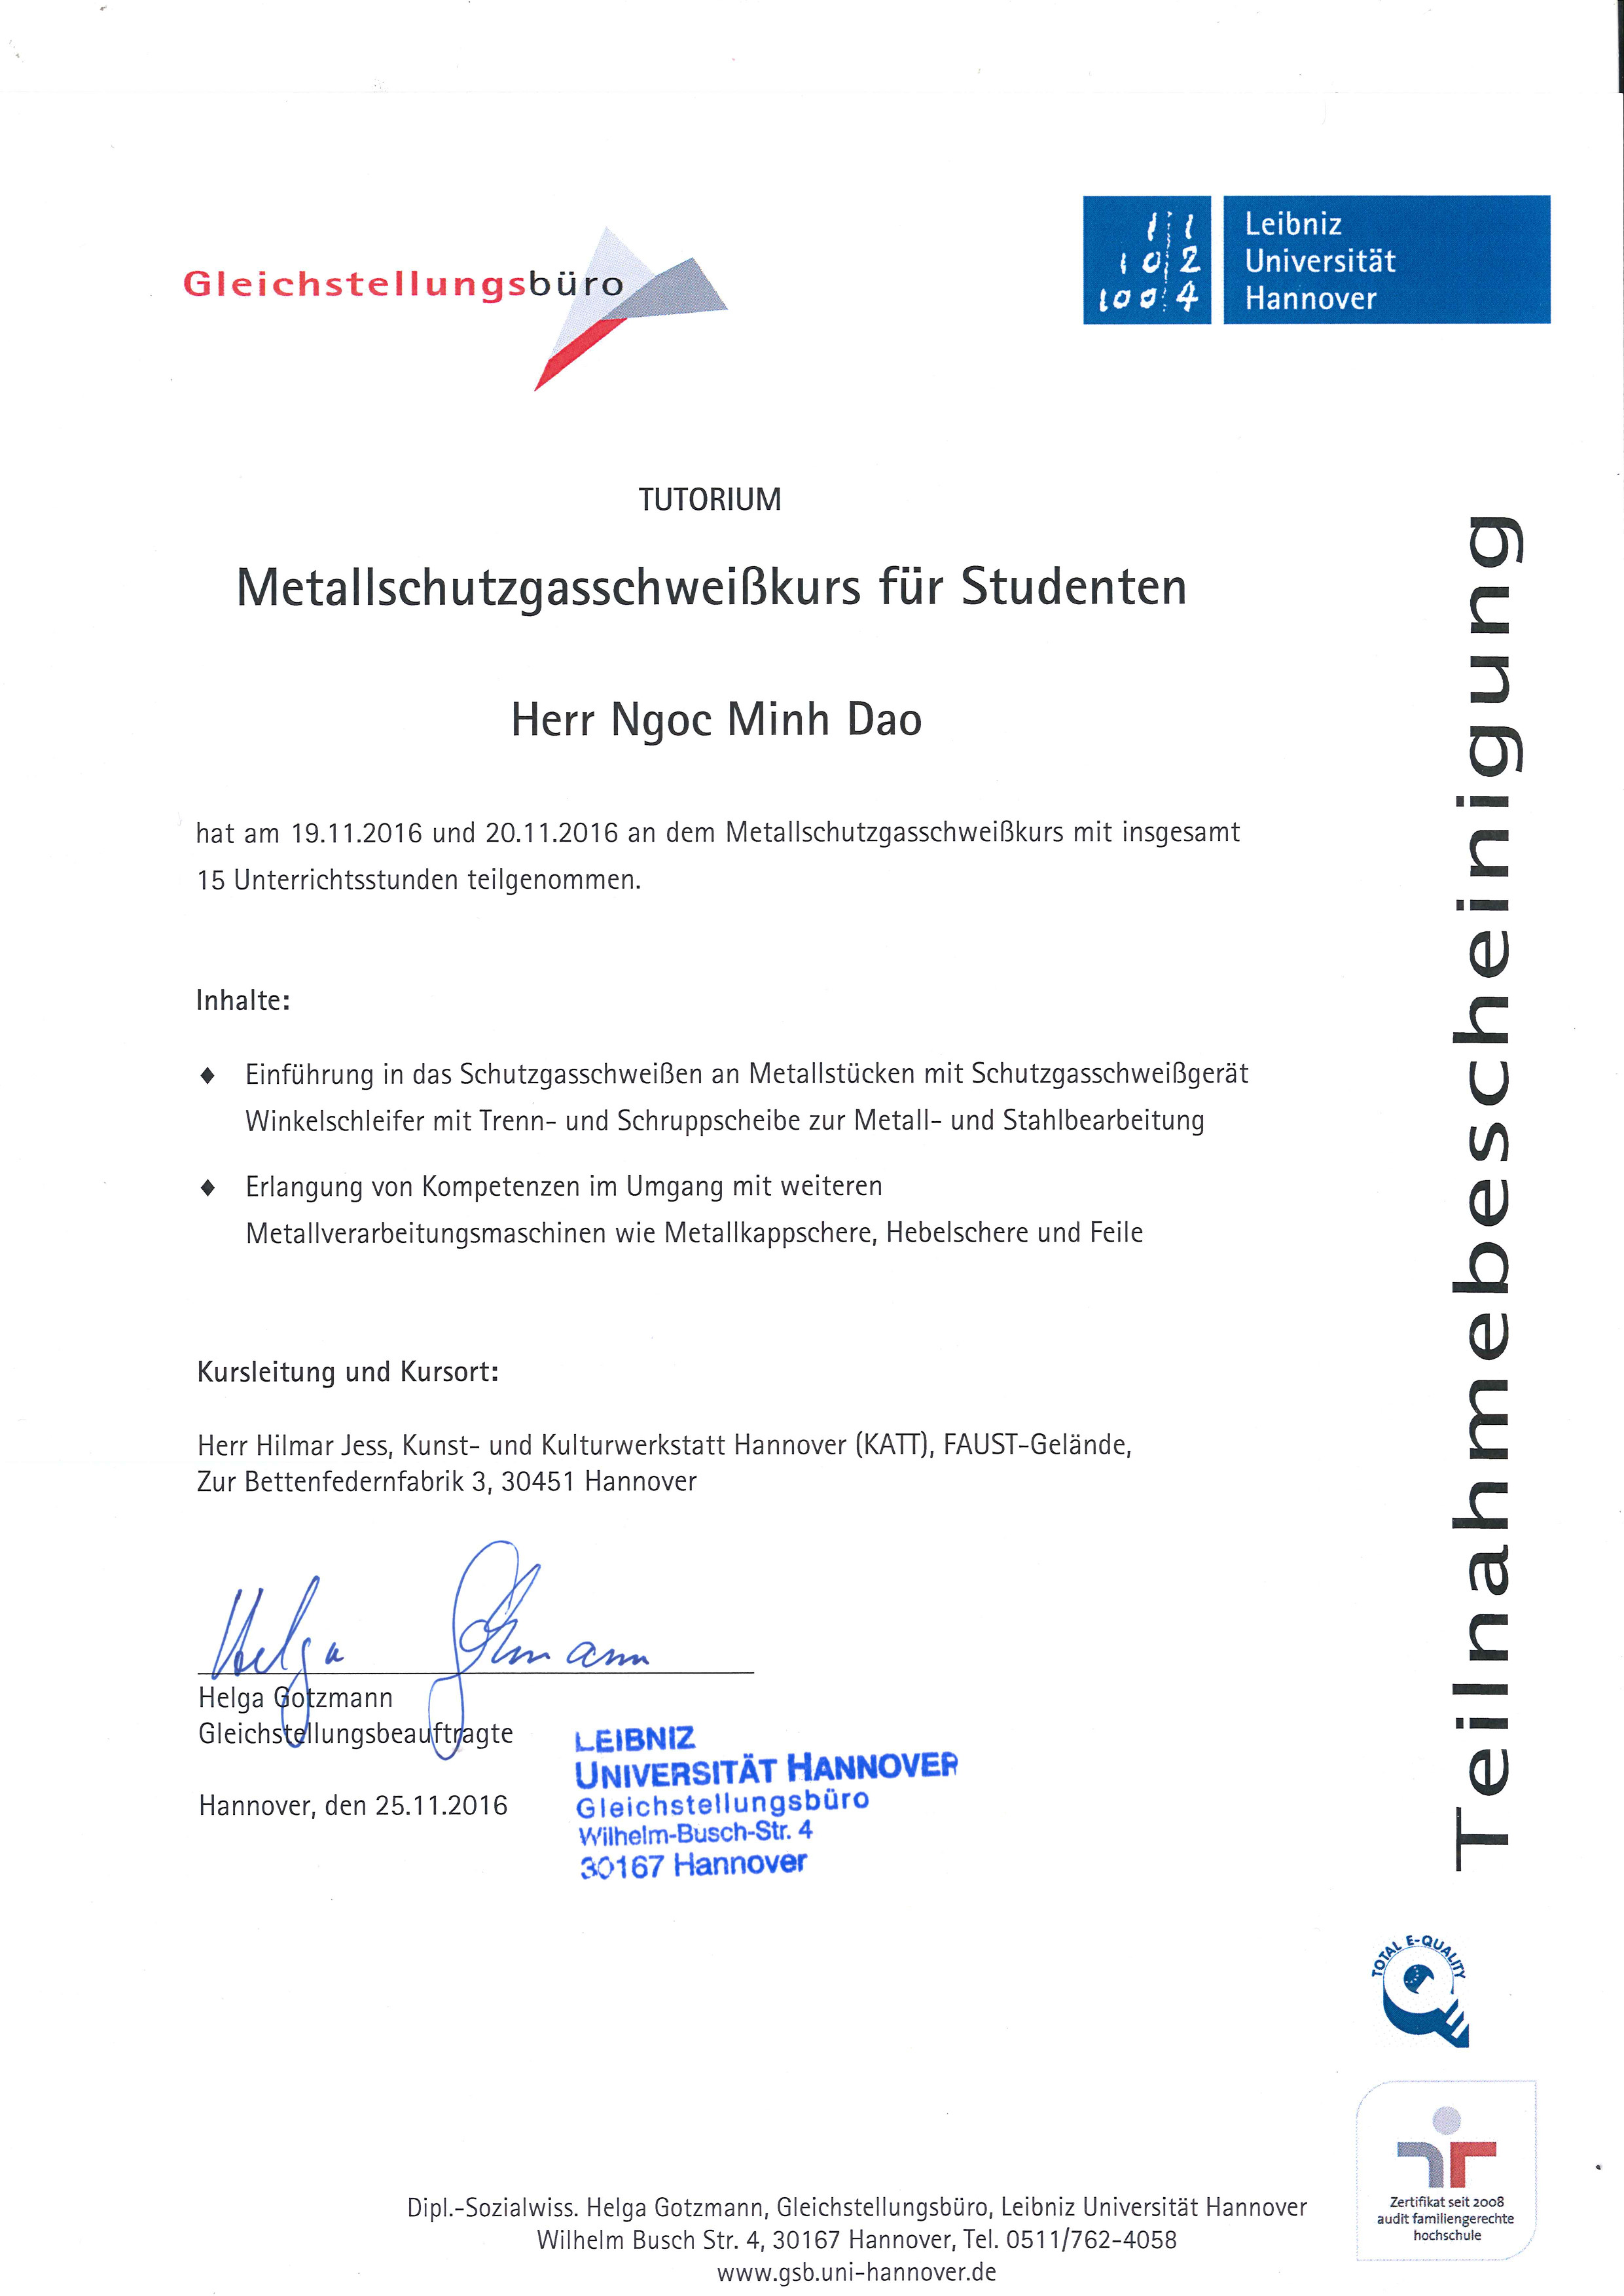 Gleichstellungsbüro
1 1
1 0 2
1 0 0 4
Leibniz
Universität
Hannover
TUTORIUM
Metallschutzgasschweißkurs für Studenten
Herr Ngoc Minh Dao
hat am 19.11.2016 und 20.11.2016 an dem Metallschutzgasschweißkurs mit insgesamt
15 Unterrichtsstunden teilgenommen.
Inhalte:
♦ Einführung in das Schutzgasschweißen an Metallstücken mit Schutzgasschweißgerät
Winkelschleifer mit Trenn- und Schruppscheibe zur Metall- und Stahlbearbeitung
♦ Erlangung von Kompetenzen im Umgang mit weiteren
Metallverarbeitungsmaschinen wie Metallkappschere, Hebelschere und Feile
Kursleitung und Kursort:
Herr Hilmar Jess, Kunst- und Kulturwerkstatt Hannover (KATT), FAUST-Gelände,
Zur Bettenfedernfabrik 3, 30451 Hannover
Helga Gotzmann
Helga Gotzmann
Gleichstellungsbeauftragte
Hannover, den 25.11.2016
LEIBNIZ
UNIVERSITÄT HANNOVER
Gleichstellungsbüro
Wilhelm-Busch-Str. 4
30167 Hannover
Teilnahmebescheinigung
TOTAL E-QUALITY
Zertifikat seit 2008
audit familiengerechte
hochschule
Dipl.-Sozialwiss. Helga Gotzmann, Gleichstellungsbüro, Leibniz Universität Hannover
Wilhelm Busch Str. 4, 30167 Hannover, Tel. 0511/762-4058
www.gsb.uni-hannover.de